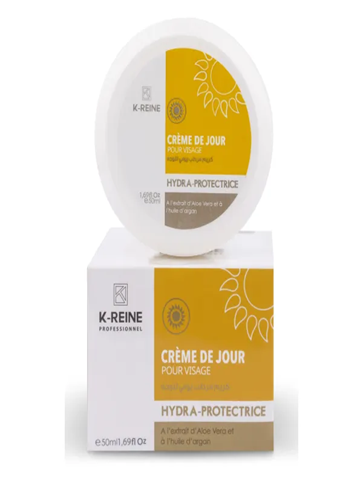 K-REINE
CRÈME DE JOUR
POUR VISAGE
HYDRA-PROTECTRICE
A l'extrait d'Aloe Vera et
à l'huile d'argan
K-REINE
PROFESSIONNEL
CRÈME DE JOUR
POUR VISAGE
HYDRA-PROTECTRICE
A l'extrait d'Aloe Vera et
à l'huile d'argan
e50ml/1,69fl Oz